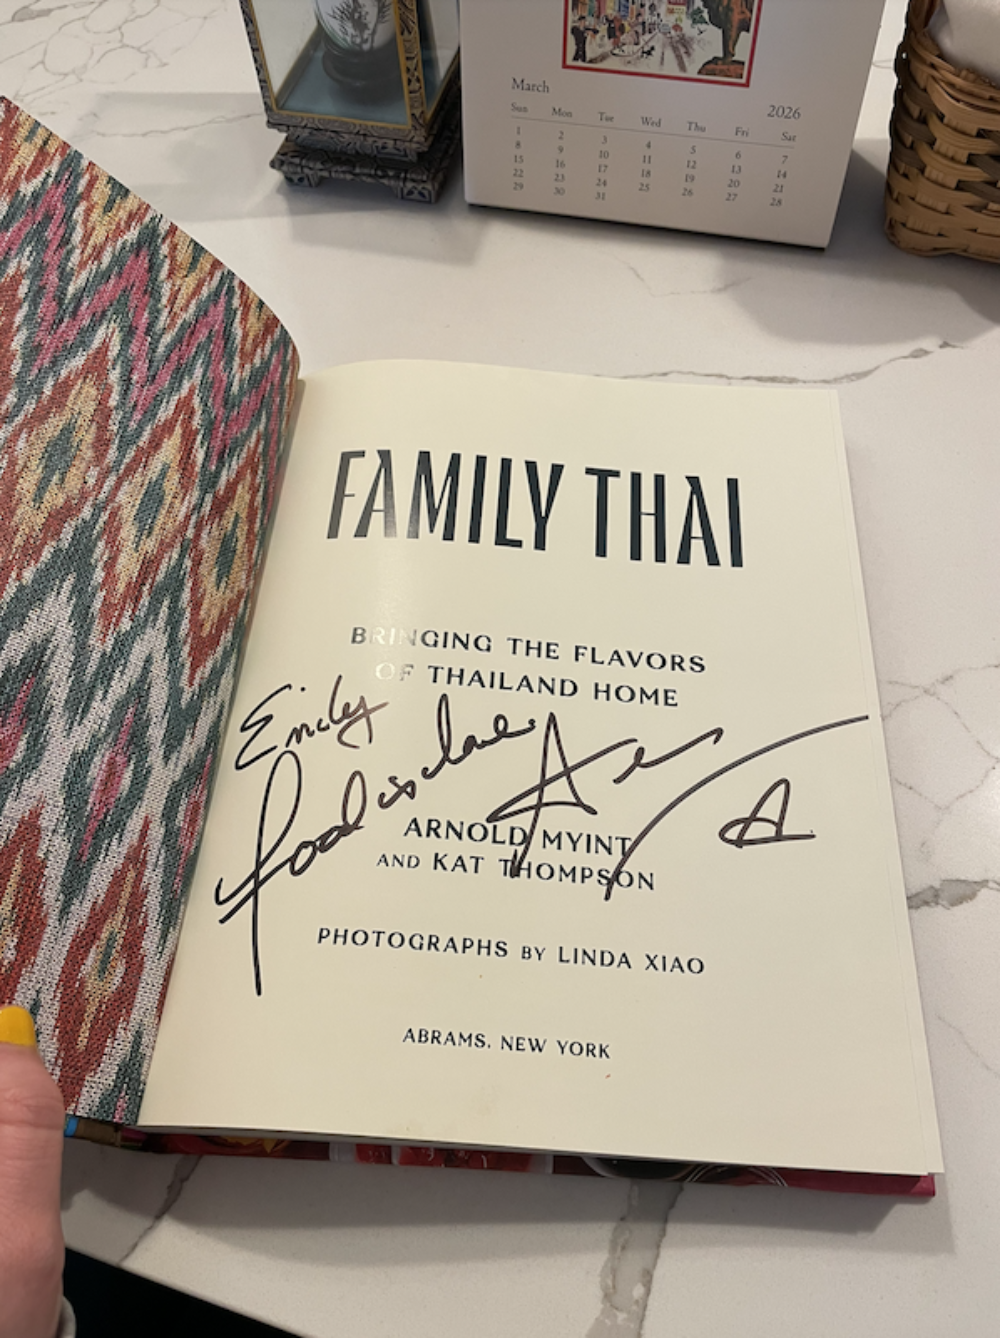 March
2026
Sun Mon Tue Wed Thu Fri Sat
1 2 3 4 5 6 7
8 9 10 11 12 13 14
15 16 17 18 19 20 21
22 23 24 25 26 27 28
29 30 31
FAMILY THAI
BRINGING THE FLAVORS
OF THAILAND HOME
Emily
food is love
ARNOLD MYINT
AND KAT THOMPSON
PHOTOGRAPHS BY LINDA XIAO
ABRAMS, NEW YORK